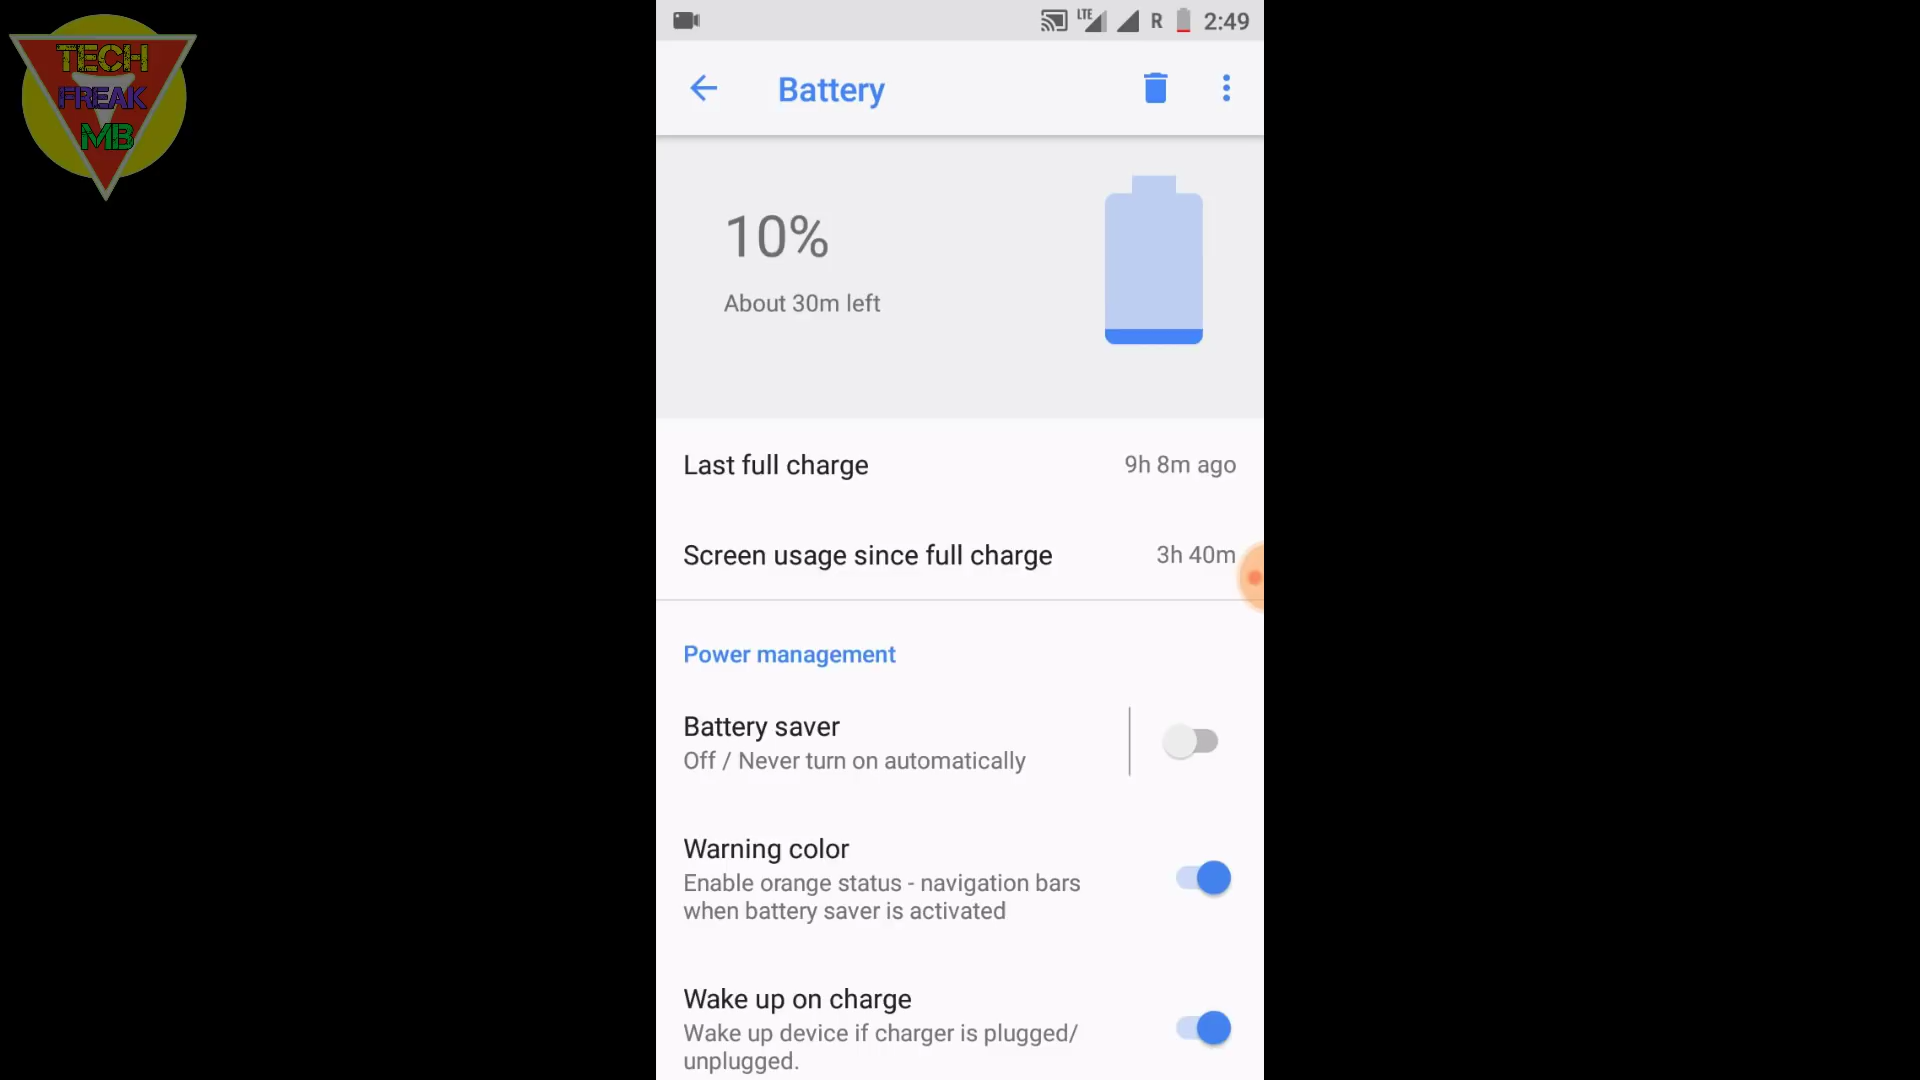 TECH
FREAK
MB
LTE
R
2:49
Battery
10%
About 30m left
Last full charge
9h 8m ago
Screen usage since full charge
3h 40m
Power management
Battery saver
Off / Never turn on automatically
Warning color
Enable orange status - navigation bars
when battery saver is activated
Wake up on charge
Wake up device if charger is plugged/
unplugged.